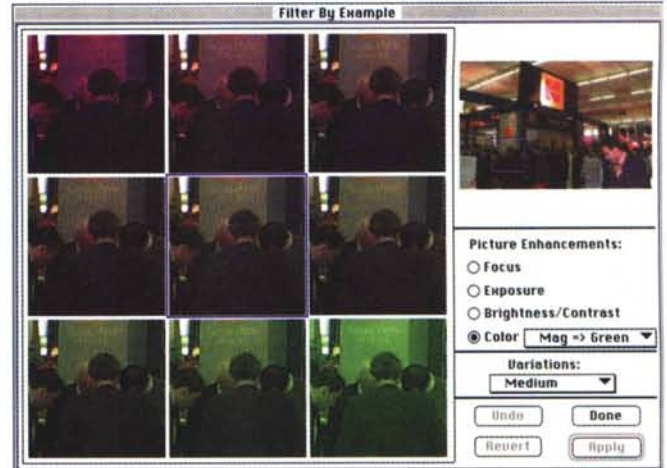 Filter By Example
Picture Enhancements:
Focus
Exposure
Brightness/Contrast
Color Mag => Green
Variations:
Medium
Undo Done
Revert Apply